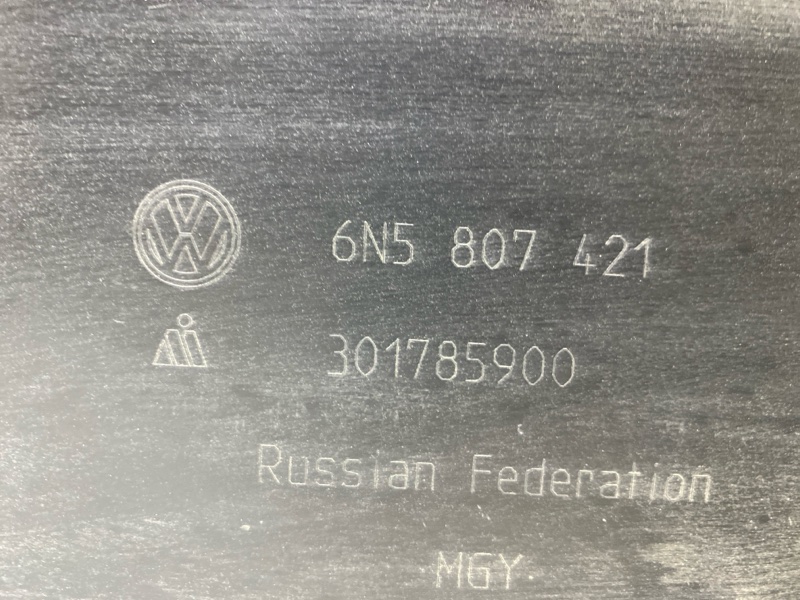 6N5 807 421
301785900
Russian Federation
MGY